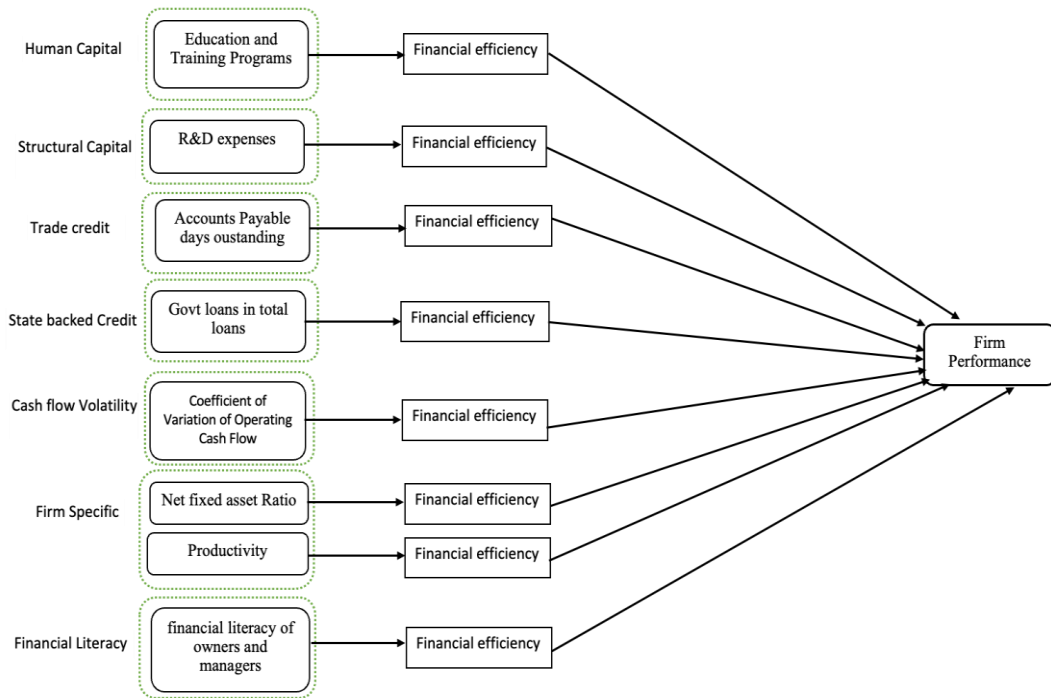 Human Capital
Education and
Training Programs
Financial efficiency
Structural Capital
R&D expenses
Financial efficiency
Trade credit
Accounts Payable
days oustanding
Financial efficiency
State backed Credit
Govt loans in total
loans
Financial efficiency
Firm
Performance
Cash flow Volatility
Coefficient of
Variation of Operating
Cash Flow
Financial efficiency
Firm Specific
Net fixed asset Ratio
Financial efficiency
Productivity
Financial efficiency
Financial Literacy
financial literacy of
owners and
managers
Financial efficiency